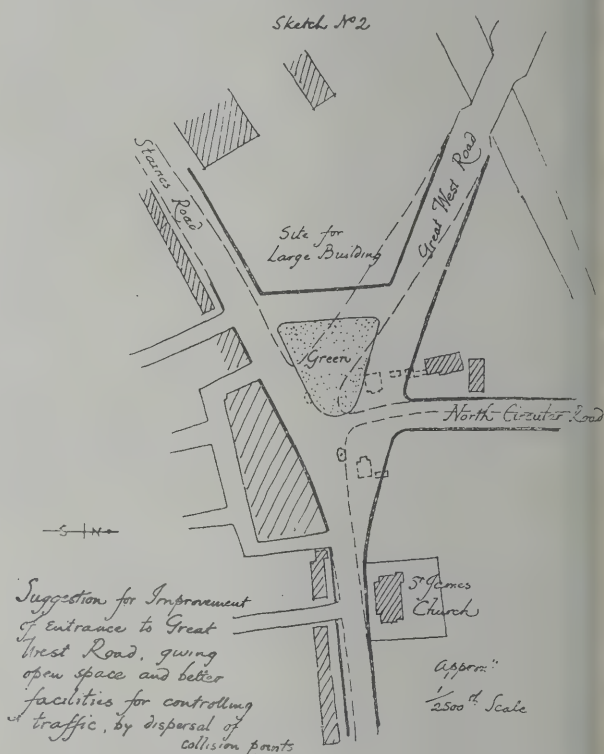 Sketch Nº 2
Staines Road
Great West Road
Site for
Large Building
Green
North Circular Road
S N
St James
Church
Suggestion for Improvement
of Entrance to Great
West Road, giving
open space and better
facilities for controlling
traffic, by dispersal of
collision points
Approx.
1/2500th Scale